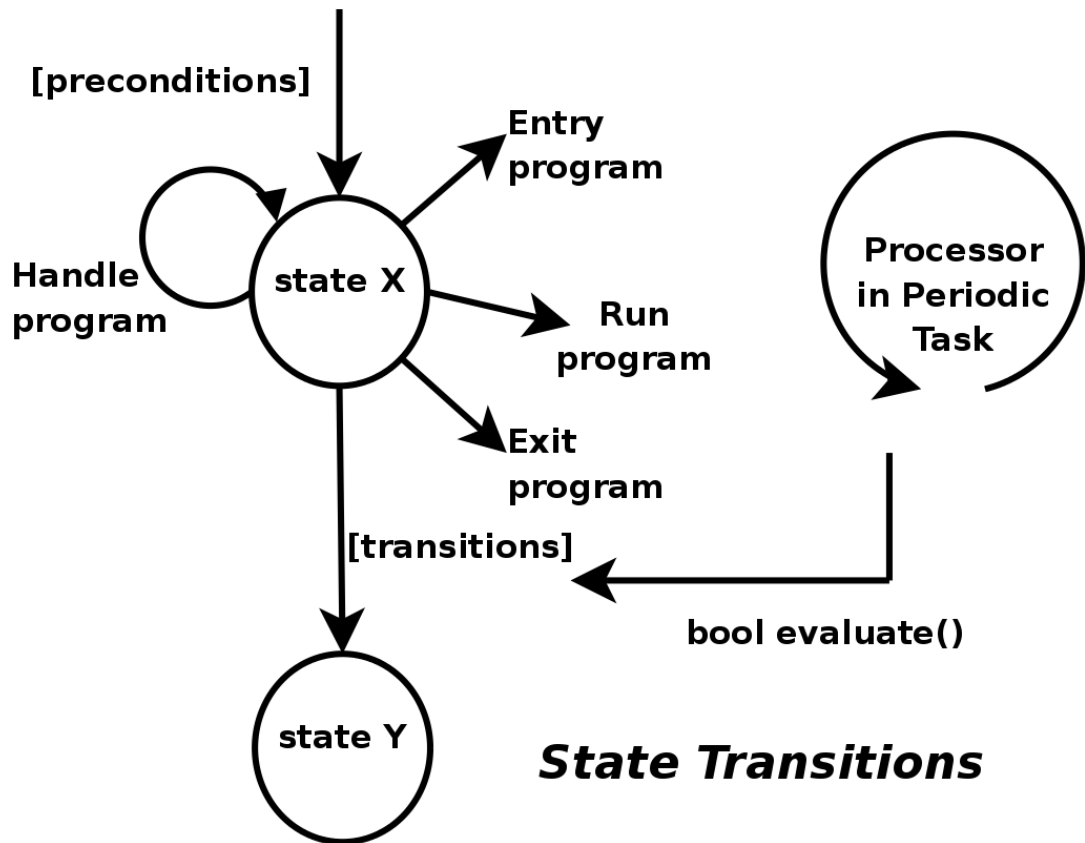 [preconditions]
Entry
program
Handle
program
state X
Run
program
Exit
program
Processor
in Periodic
Task
[transitions]
bool evaluate()
state Y
State Transitions